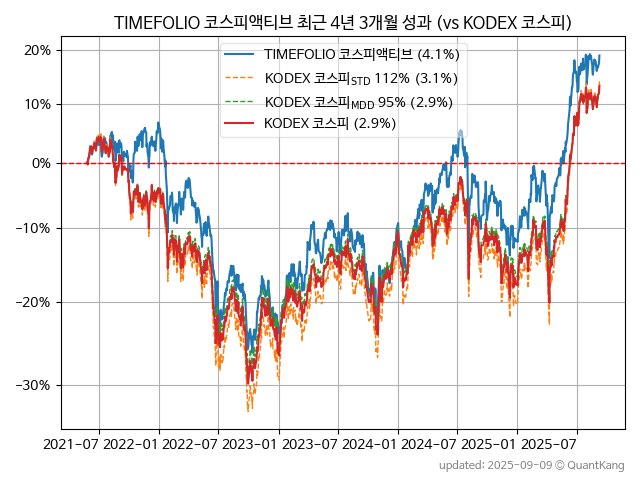 TIMEFOLIO 코스피액티브 최근 4년 3개월 성과 (vs KODEX 코스피)
TIMEFOLIO 코스피액티브 (4.1%)
KODEX 코스피STD 112% (3.1%)
KODEX 코스피MDD 95% (2.9%)
KODEX 코스피 (2.9%)
20%
10%
0%
−10%
−20%
−30%
2021-07 2022-01 2022-07 2023-01 2023-07 2024-01 2024-07 2025-01 2025-07
updated: 2025-09-09 © QuantKang